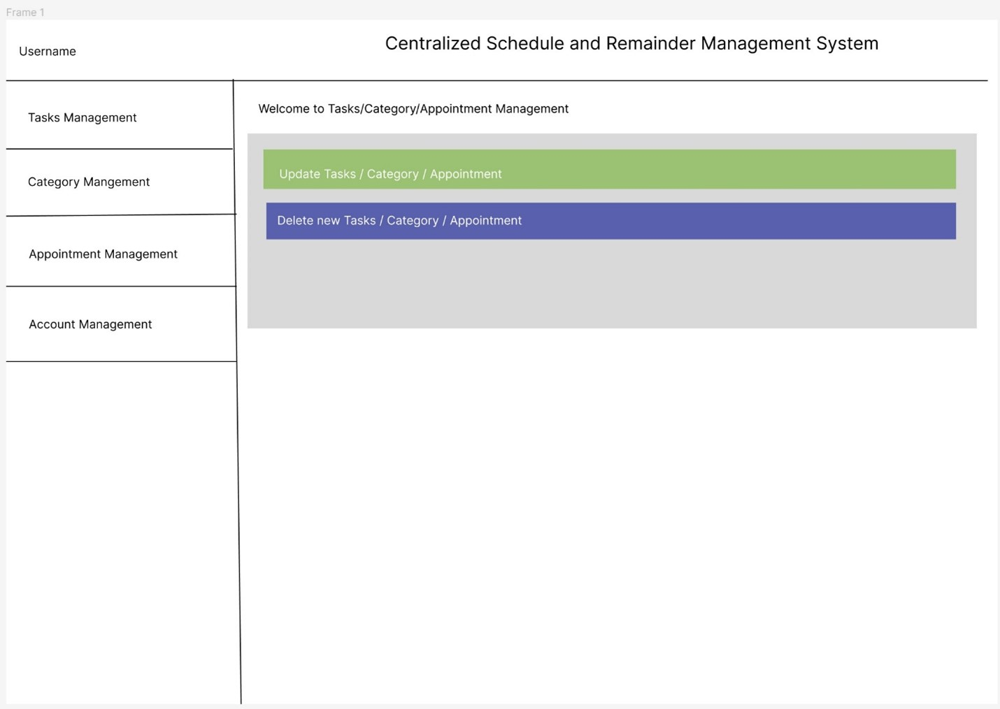 Frame 1
Username
Centralized Schedule and Remainder Management System
Tasks Management
Category Mangement
Appointment Management
Account Management
Welcome to Tasks/Category/Appointment Management
Update Tasks / Category / Appointment
Delete new Tasks / Category / Appointment